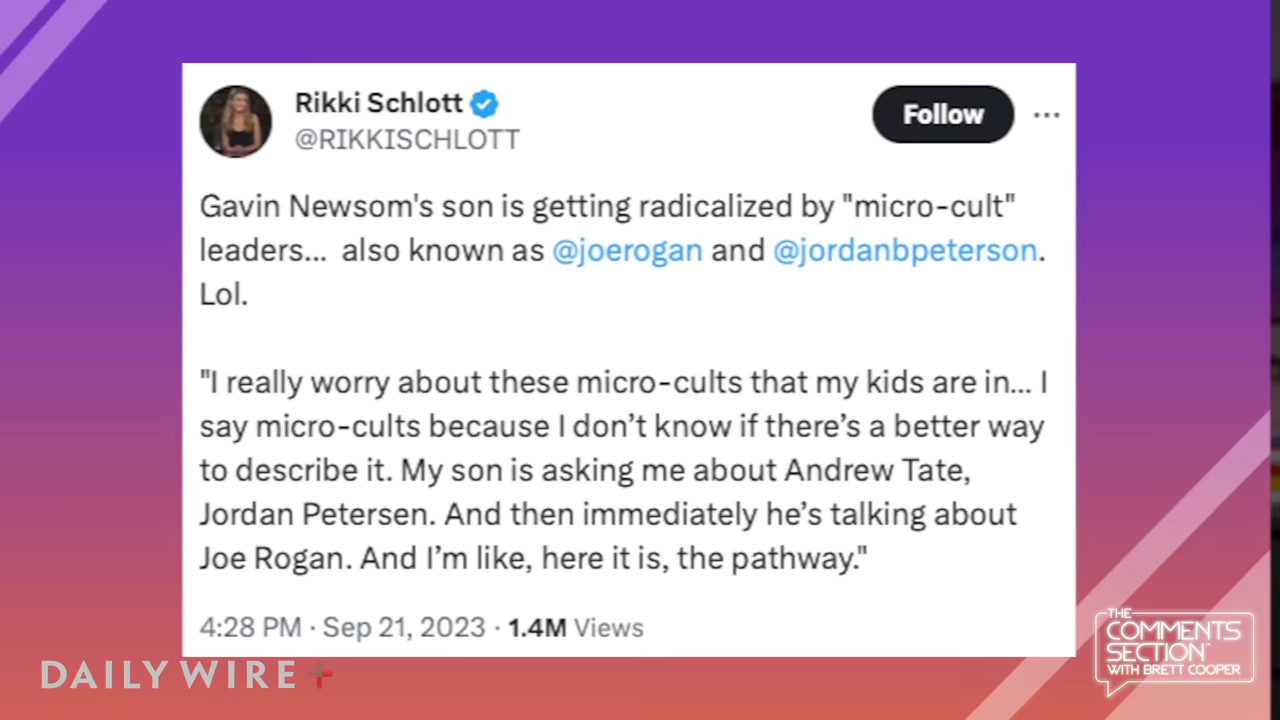 Rikki Schlott
@RIKKISCHLOTT
Follow
Gavin Newsom's son is getting radicalized by "micro-cult"
leaders... also known as @joerogan and @jordanbpeterson.
Lol.
"I really worry about these micro-cults that my kids are in... I
say micro-cults because I don’t know if there’s a better way
to describe it. My son is asking me about Andrew Tate,
Jordan Petersen. And then immediately he’s talking about
Joe Rogan. And I’m like, here it is, the pathway."
4:28 PM · Sep 21, 2023 · 1.4M Views
DAILYWIRE+
THE
COMMENTS
SECTION™
WITH BRETT COOPER